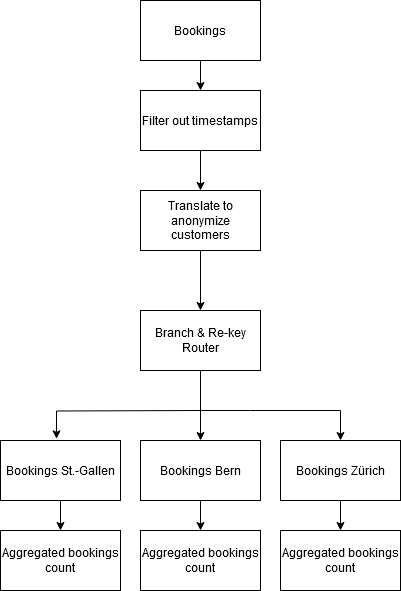 Bookings
Filter out timestamps
Translate to
anonymize
customers
Branch & Re-key
Router
Bookings St.-Gallen
Bookings Bern
Bookings Zürich
Aggregated bookings
count
Aggregated bookings
count
Aggregated bookings
count